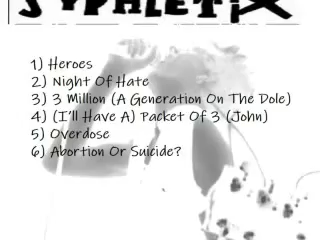 SYPHLETIX
1) Heroes
2) Night Of Hate
3) 3 Million (A Generation On The Dole)
4) (I'll Have A) Packet Of 3 (John)
5) Overdose
6) Abortion Or Suicide?